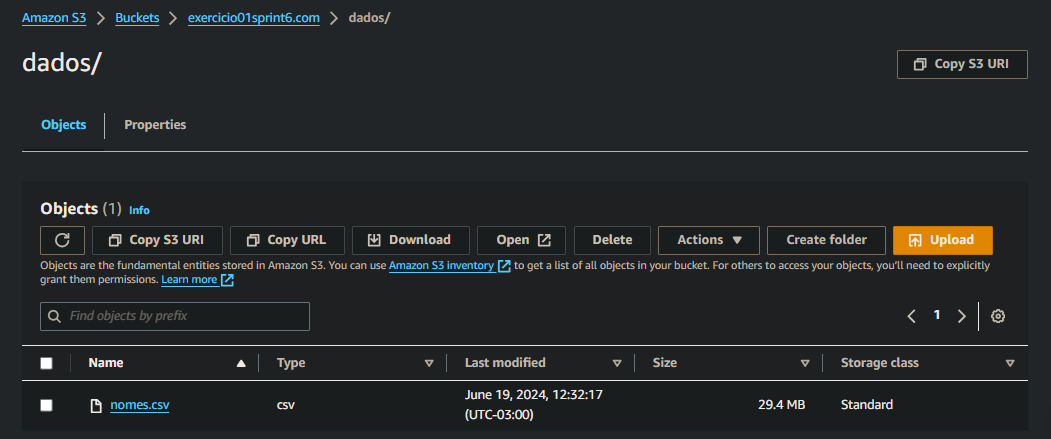 Amazon S3 > Buckets > exercicio01sprint6.com > dados/
dados/
Copy S3 URI
Objects Properties
Objects (1) Info
Copy S3 URI Copy URL Download Open Delete Actions Create folder Upload
Objects are the fundamental entities stored in Amazon S3. You can use Amazon S3 inventory to get a list of all objects in your bucket. For others to access your objects, you'll need to explicitly
grant them permissions. Learn more
Find objects by prefix
1
Name Type Last modified Size Storage class
nomes.csv csv June 19, 2024, 12:32:17 29.4 MB Standard
(UTC-03:00)